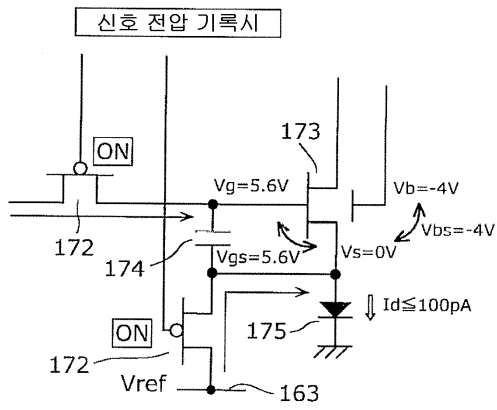 신호 전압 기록시
173
ON
Vg=5.6V
Vb=-4V
172
Vbs=-4V
174
Vgs=5.6V
Vs=0V
ON
175
Id≦100pA
172
Vref
163